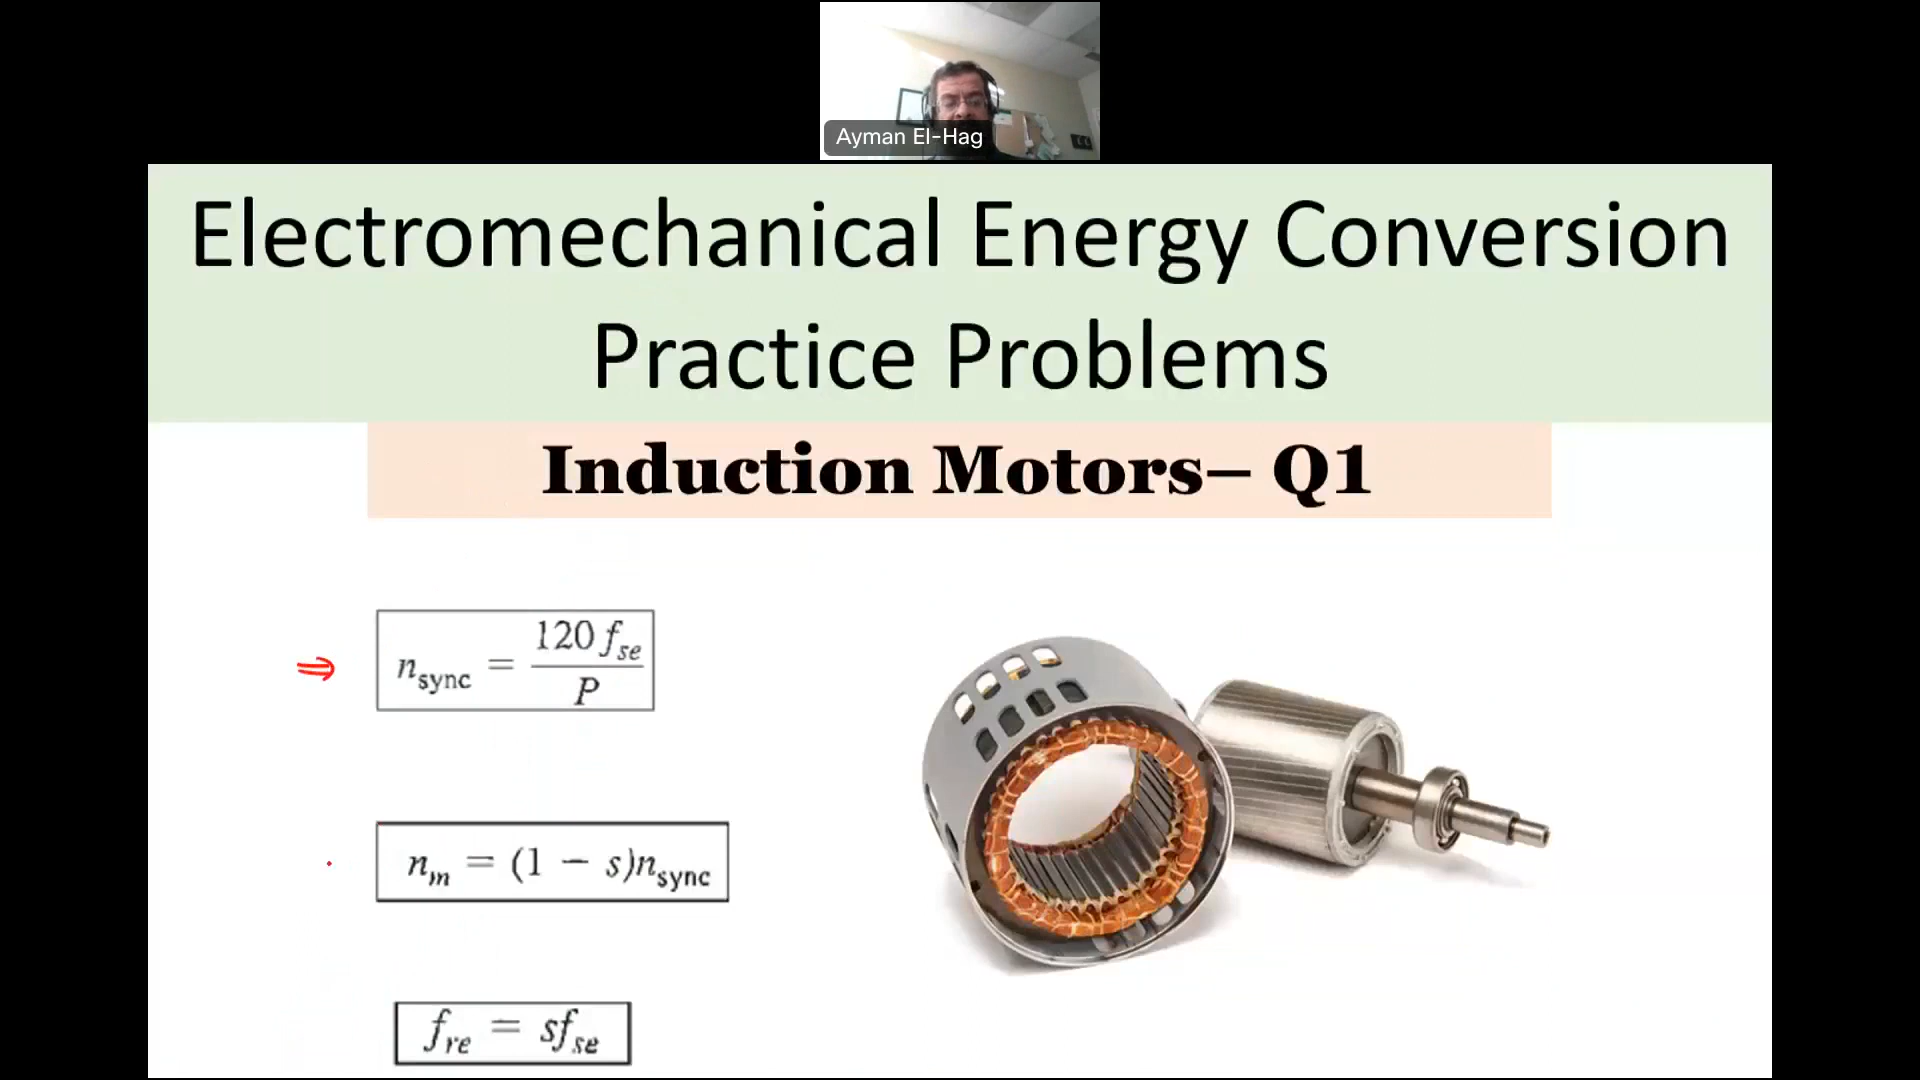 Ayman El-Hag
Electromechanical Energy Conversion
Practice Problems
Induction Motors– Q1
n_sync = 120 f_se / P
n_m = (1 − s)n_sync
f_re = sf_se